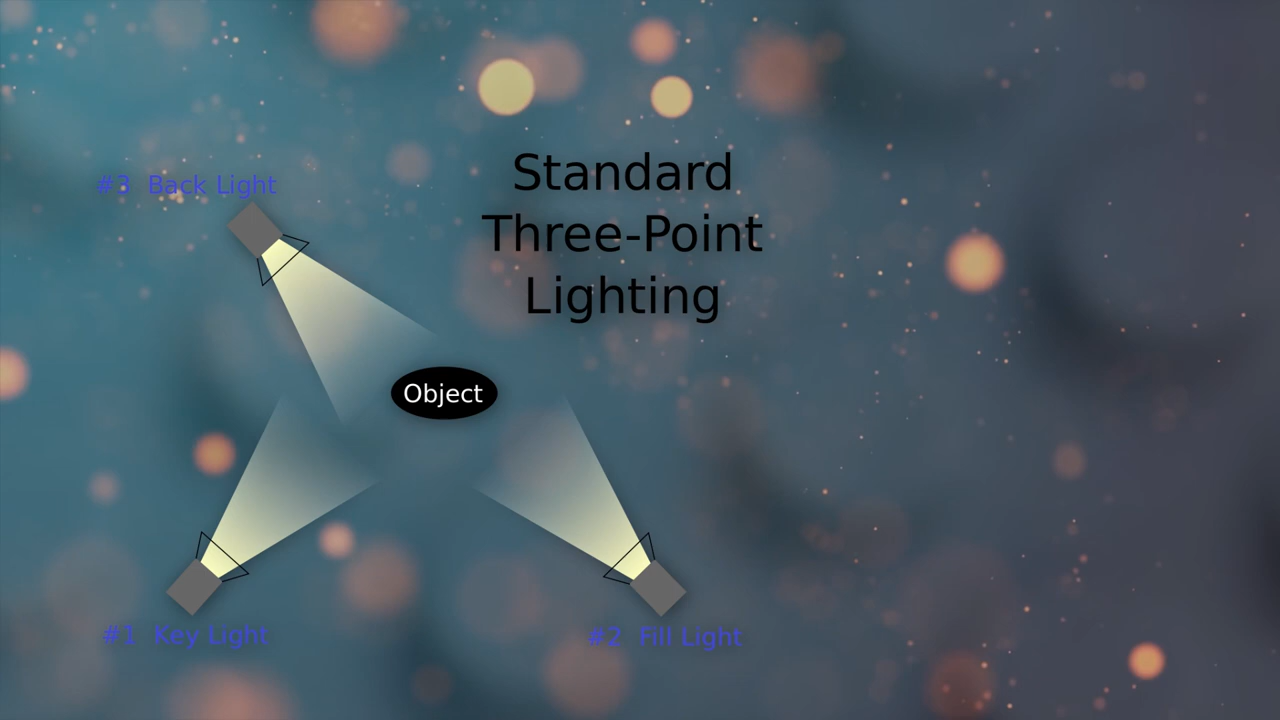 Standard
Three-Point
Lighting
#3  Back Light
Object
#1  Key Light
#2  Fill Light